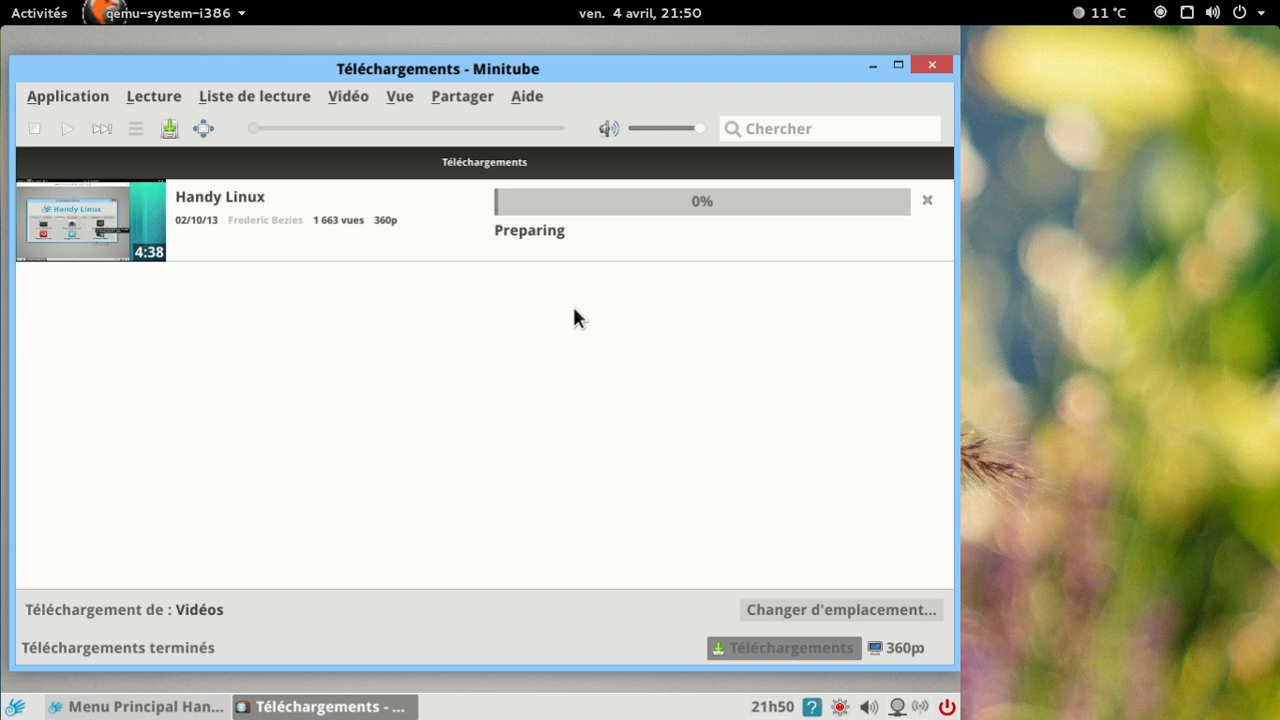 Activités qemu-system-i386 ven. 4 avril, 21:50 11 °C
Téléchargements - Minitube
Application Lecture Liste de lecture Vidéo Vue Partager Aide
Chercher
Téléchargements
Handy Linux
4:38
Handy Linux
02/10/13 Frederic Bezies 1 663 vues 360p
0%
Preparing
Téléchargement de : Vidéos Changer d'emplacement...
Téléchargements terminés Téléchargements 360p
Menu Principal Han... Téléchargements - ... 21h50 ?